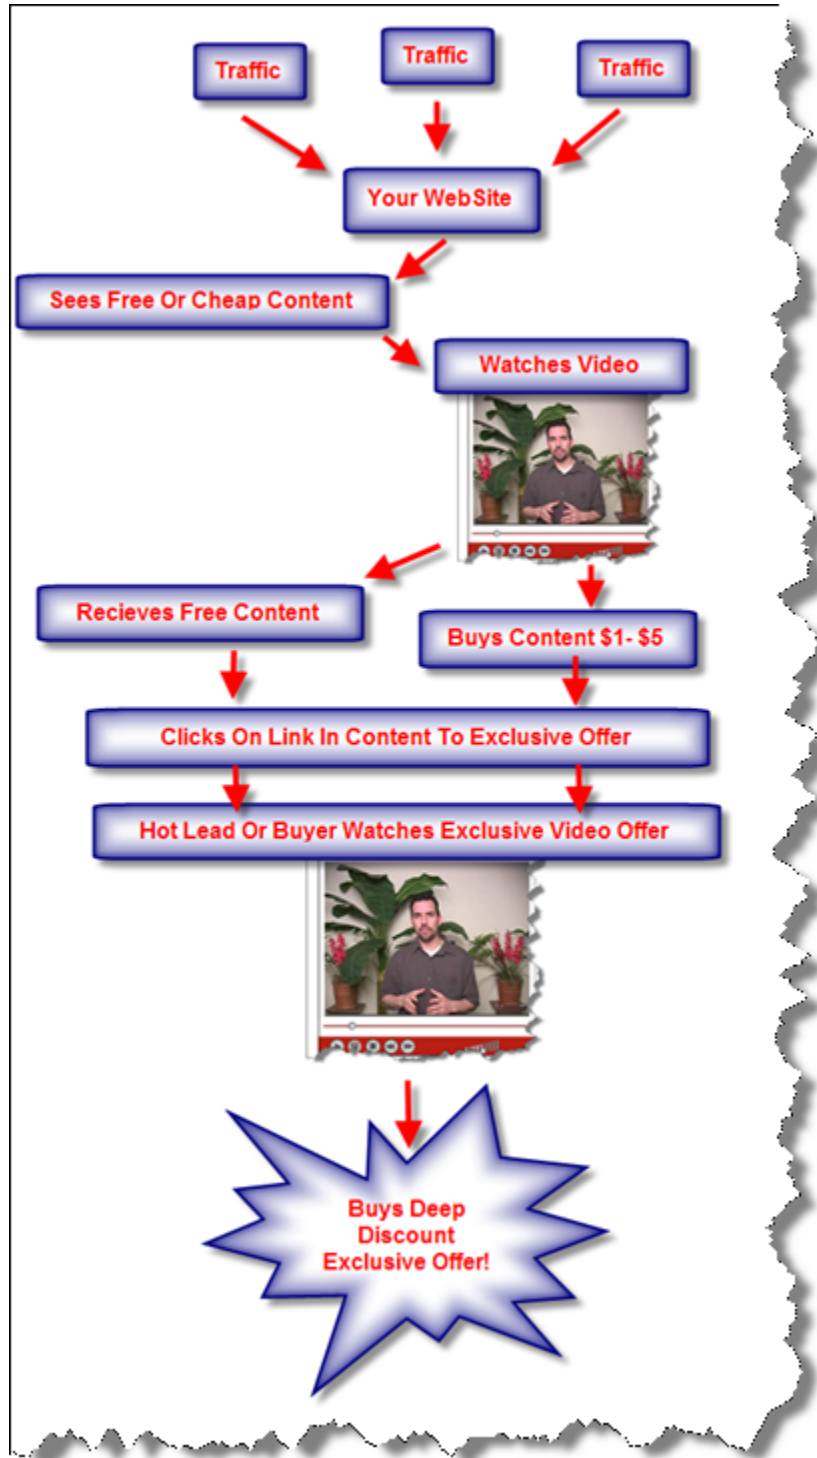 Traffic
Traffic
Traffic
Your WebSite
Sees Free Or Cheap Content
Watches Video
Recieves Free Content
Buys Content $1- $5
Clicks On Link In Content To Exclusive Offer
Hot Lead Or Buyer Watches Exclusive Video Offer
Buys Deep
Discount
Exclusive Offer!